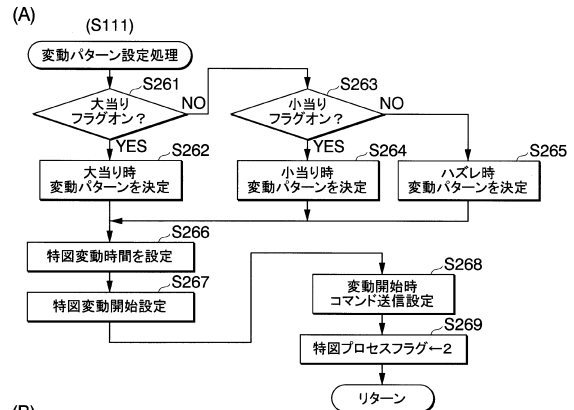 (A)
(S111)
変動パターン設定処理
S261
大当り
フラグオン？
NO
YES
S263
小当り
フラグオン？
NO
YES
S262
大当り時
変動パターンを決定
S264
小当り時
変動パターンを決定
S265
ハズレ時
変動パターンを決定
S266
特図変動時間を設定
S267
特図変動開始設定
S268
変動開始時
コマンド送信設定
S269
特図プロセスフラグ←2
リターン
(B)